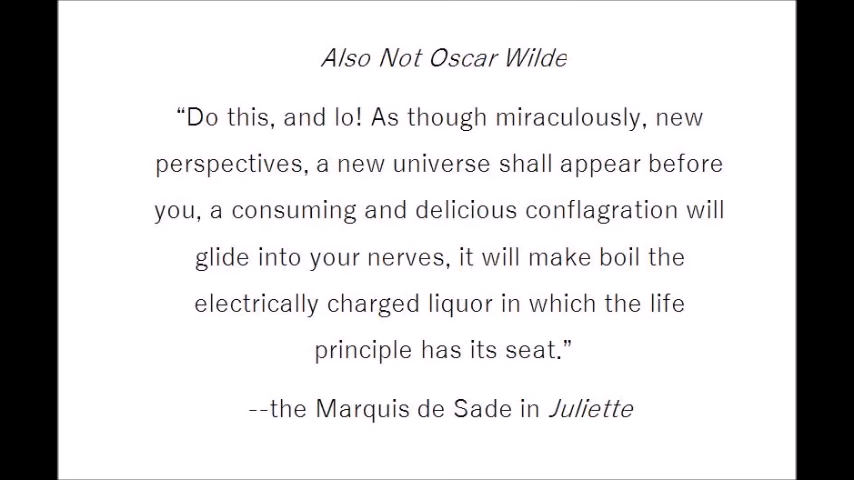 Also Not Oscar Wilde
“Do this, and lo! As though miraculously, new
perspectives, a new universe shall appear before
you, a consuming and delicious conflagration will
glide into your nerves, it will make boil the
electrically charged liquor in which the life
principle has its seat.”
--the Marquis de Sade in Juliette